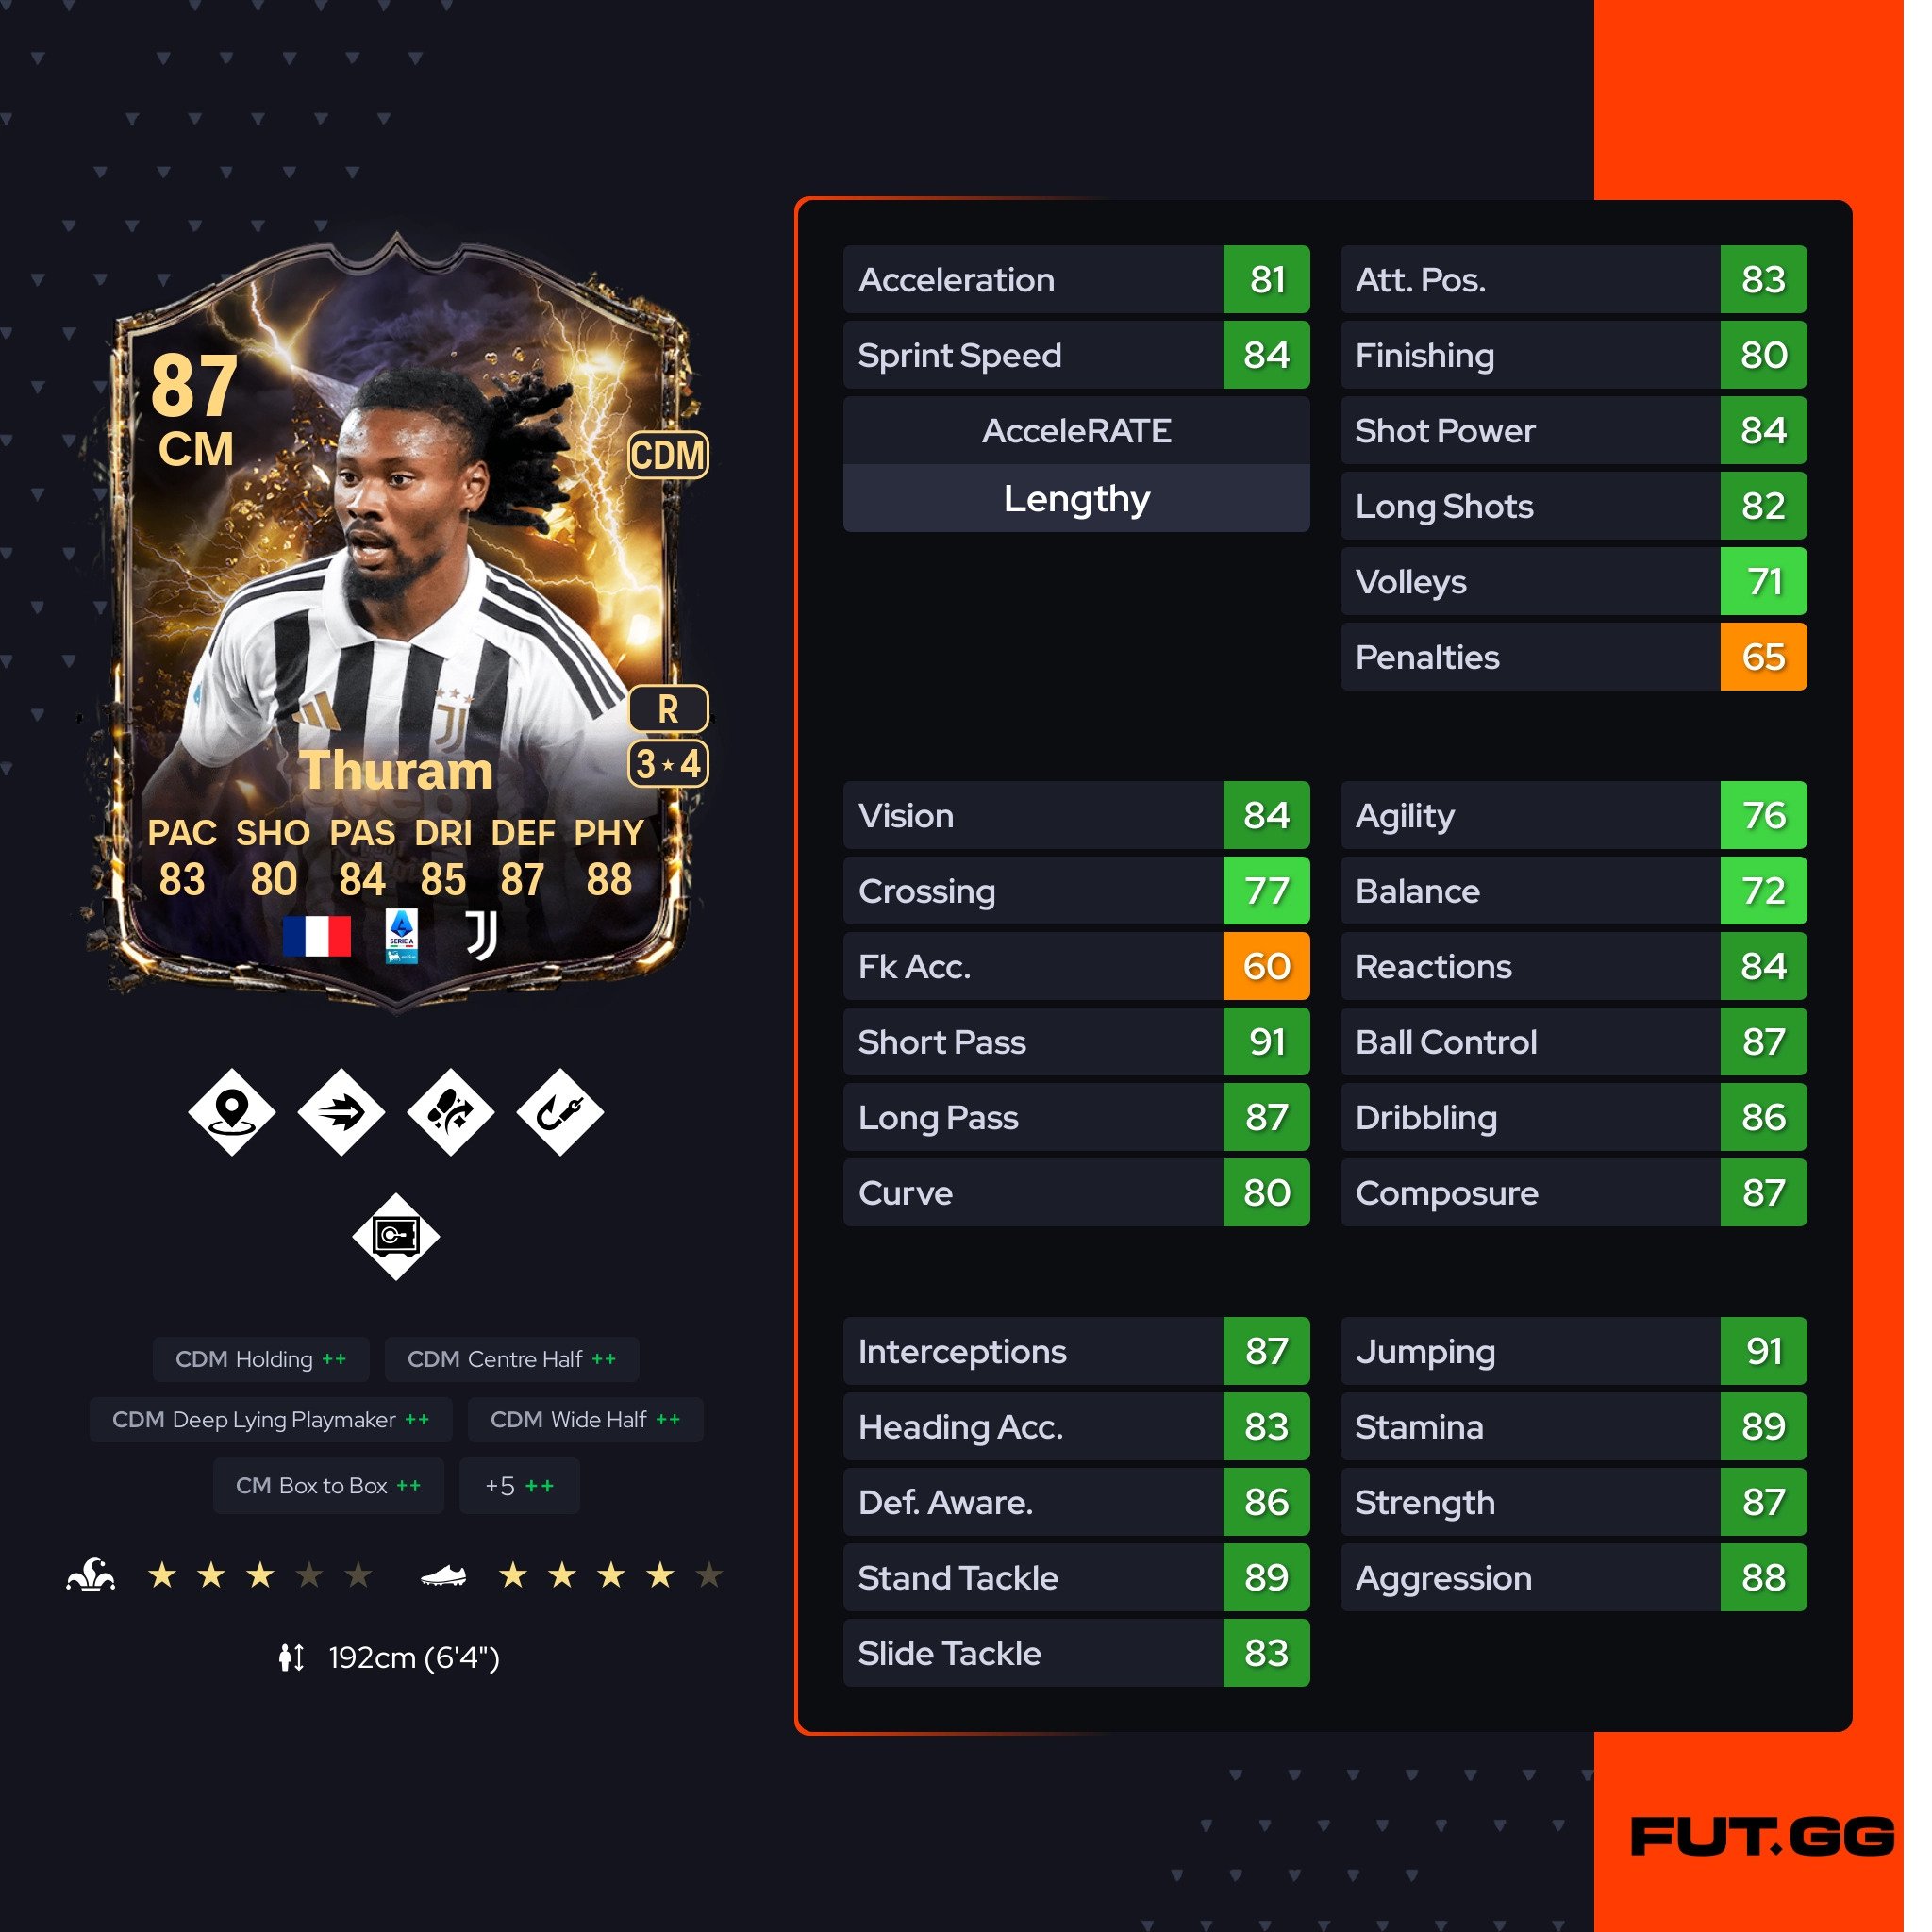 87
CM
CDM
R
3 ★ 4
Thuram
PAC SHO PAS DRI DEF PHY
83 80 84 85 87 88
SERIE A
CDM Holding ++
CDM Centre Half ++
CDM Deep Lying Playmaker ++
CDM Wide Half ++
CM Box to Box ++
+5 ++
192cm (6'4")
Acceleration 81
Sprint Speed 84
AcceleRATE
Lengthy
Att. Pos. 83
Finishing 80
Shot Power 84
Long Shots 82
Volleys 71
Penalties 65
Vision 84
Crossing 77
Fk Acc. 60
Short Pass 91
Long Pass 87
Curve 80
Agility 76
Balance 72
Reactions 84
Ball Control 87
Dribbling 86
Composure 87
Interceptions 87
Heading Acc. 83
Def. Aware. 86
Stand Tackle 89
Slide Tackle 83
Jumping 91
Stamina 89
Strength 87
Aggression 88
FUT.GG